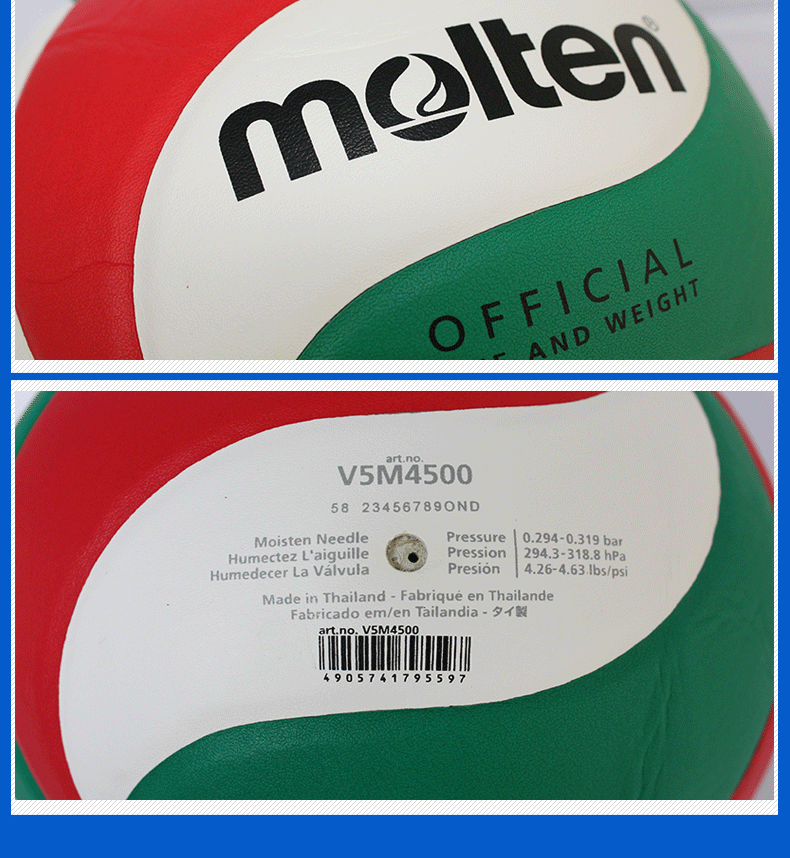 molten®
OFFICIAL
AND WEIGHT
art.no.
V5M4500
58 23456789OND
Moisten Needle
Humectez L'aiguille
Humedecer La Válvula
Pressure
Pression
Presión
0.294-0.319 bar
294.3-318.8 hPa
4.26-4.63 lbs/psi
Made in Thailand - Fabriqué en Thailande
Fabricado em/en Tailandia - タイ製
art.no. V5M4500
4905741795597